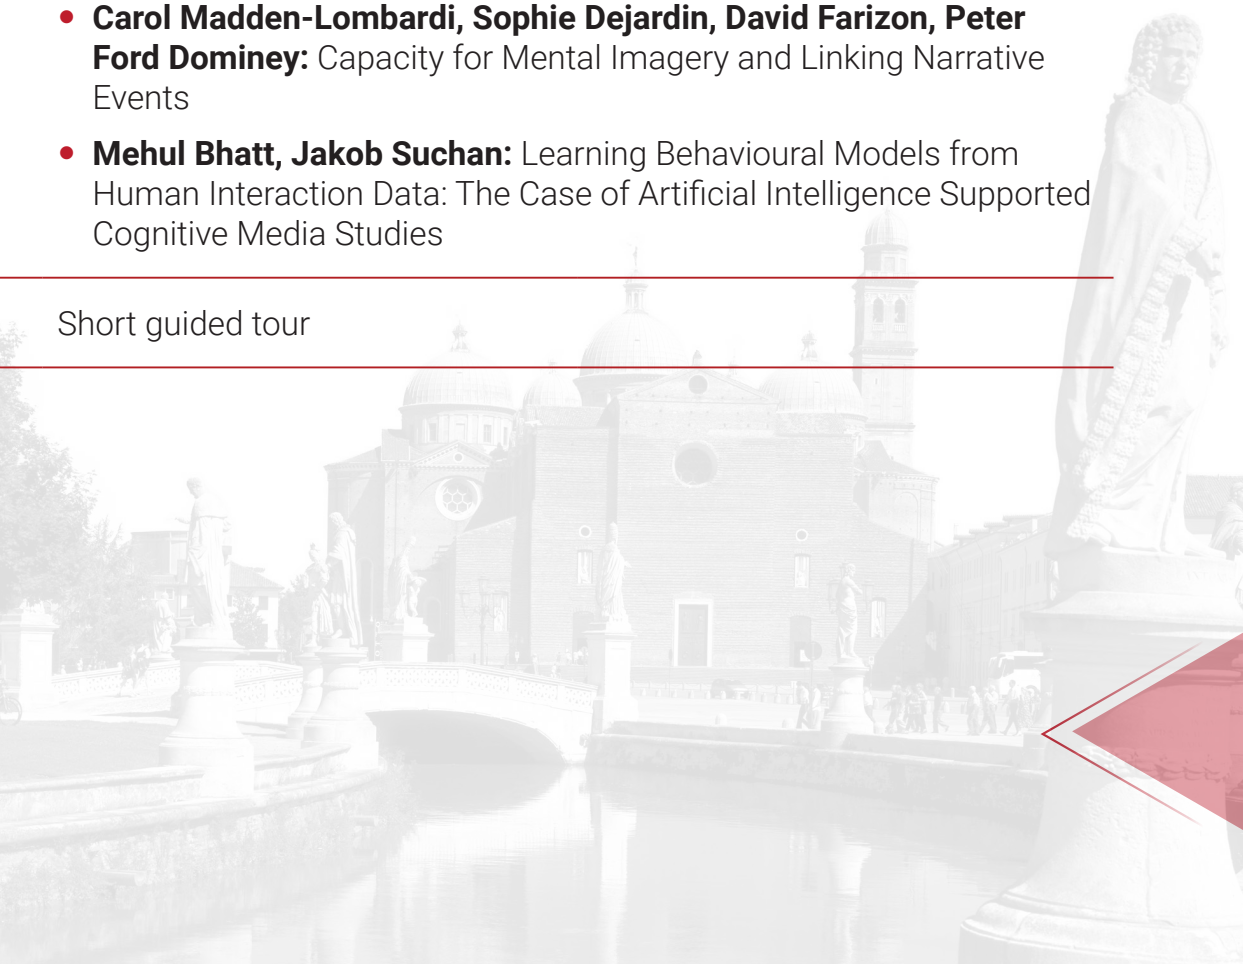 • Carol Madden-Lombardi, Sophie Dejardin, David Farizon, Peter
Ford Dominey: Capacity for Mental Imagery and Linking Narrative
Events
• Mehul Bhatt, Jakob Suchan: Learning Behavioural Models from
Human Interaction Data: The Case of Artificial Intelligence Supported
Cognitive Media Studies
Short guided tour